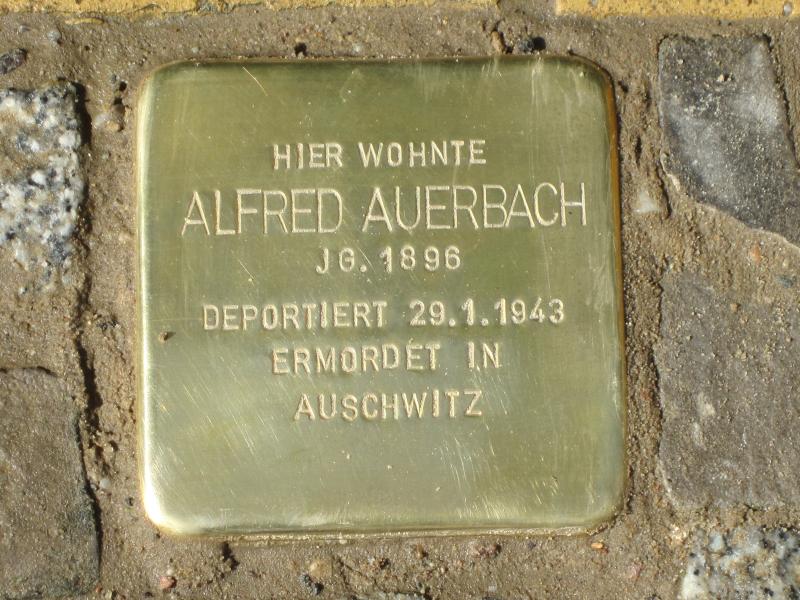 HIER WOHNTE
ALFRED AUERBACH
JG. 1896
DEPORTIERT 29.1.1943
ERMORDET IN
AUSCHWITZ